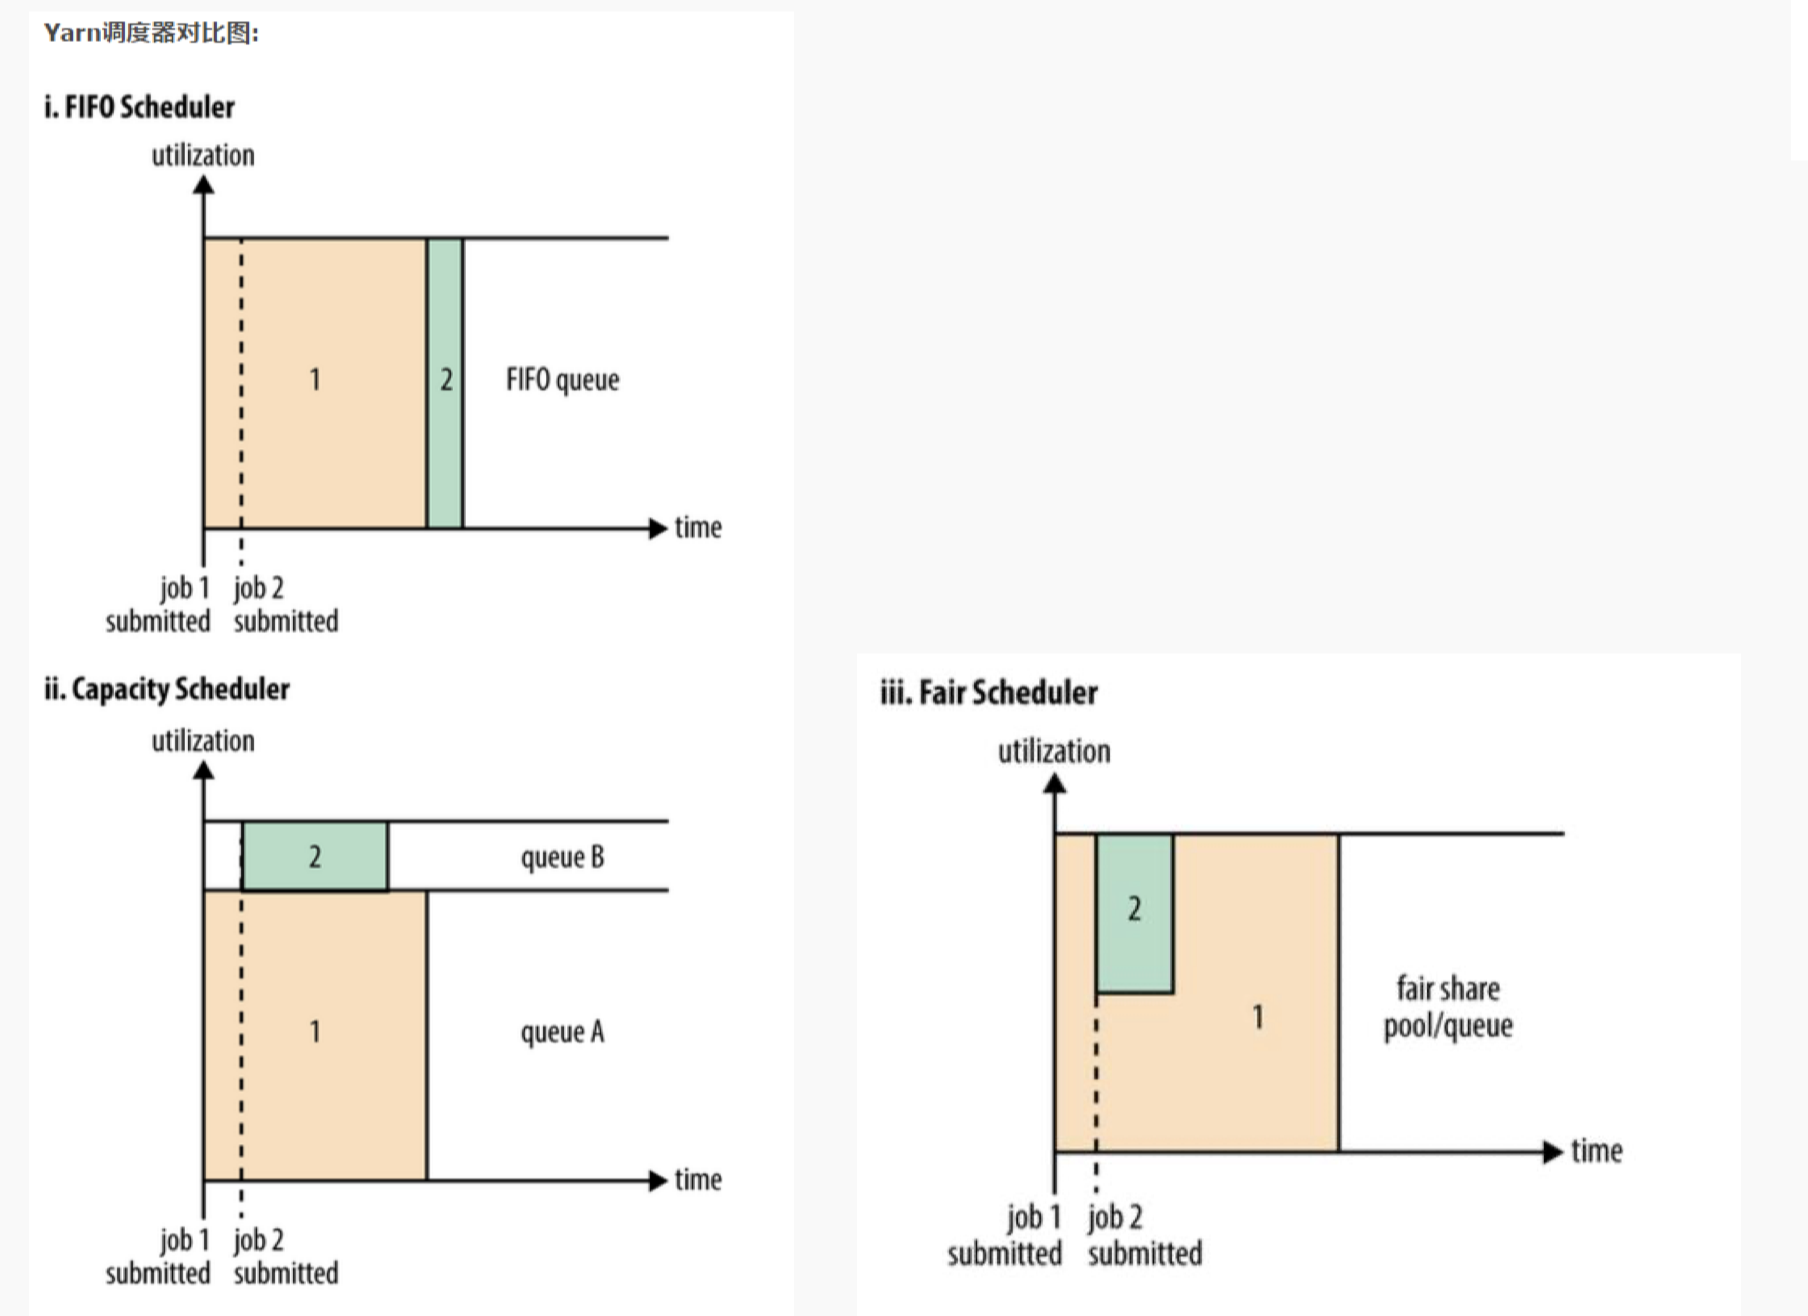 Yarn调度器对比图:
i. FIFO Scheduler
utilization
1
2
FIFO queue
time
job 1
job 2
submitted
submitted
ii. Capacity Scheduler
utilization
2
queue B
1
queue A
time
job 1
job 2
submitted
submitted
iii. Fair Scheduler
utilization
2
1
fair share
pool/queue
time
job 1
job 2
submitted
submitted